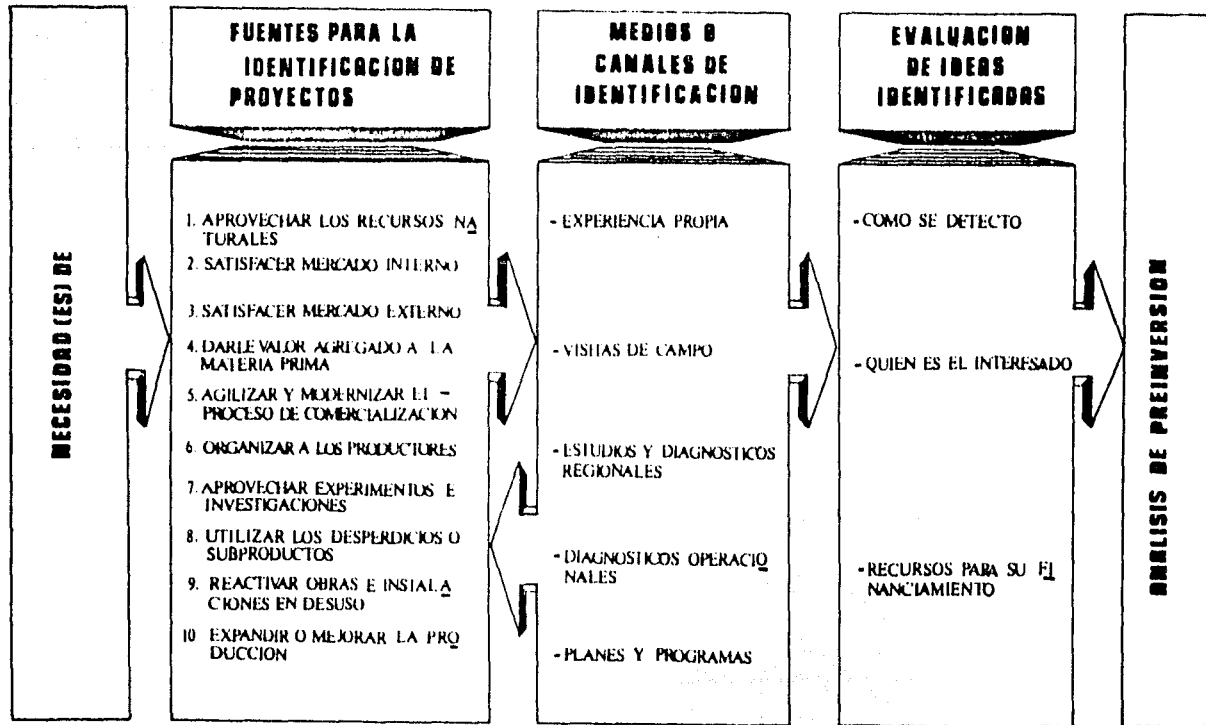 NECESIDAD(ES) DE
FUENTES PARA LA
IDENTIFICACION DE
PROYECTOS
1. APROVECHAR LOS RECURSOS NA
TURALES
2. SATISFACER MERCADO INTERNO
3. SATISFACER MERCADO EXTERNO
4. DARLE VALOR AGREGADO A LA
MATERIA PRIMA
5. AGILIZAR Y MODERNIZAR EL -
PROCESO DE COMERCIALIZACION
6. ORGANIZAR A LOS PRODUCTORES
7. APROVECHAR EXPERIMENTOS E
INVESTIGACIONES
8. UTILIZAR LOS DESPERDICIOS O
SUBPRODUCTOS
9. REACTIVAR OBRAS E INSTALA
CIONES EN DESUSO
10 EXPANDIR O MEJORAR LA PRO
DUCCION
MEDIOS O
CANALES DE
IDENTIFICACION
- EXPERIENCIA PROPIA
- VISITAS DE CAMPO
- ESTUDIOS Y DIAGNOSTICOS
REGIONALES
- DIAGNOSTICOS OPERACIO
NALES
- PLANES Y PROGRAMAS
EVALUACION
DE IDEAS
IDENTIFICADAS
- COMO SE DETECTO
- QUIEN ES EL INTERESADO
- RECURSOS PARA SU FI
NANCIAMIENTO
ANALISIS DE PREINVERSION